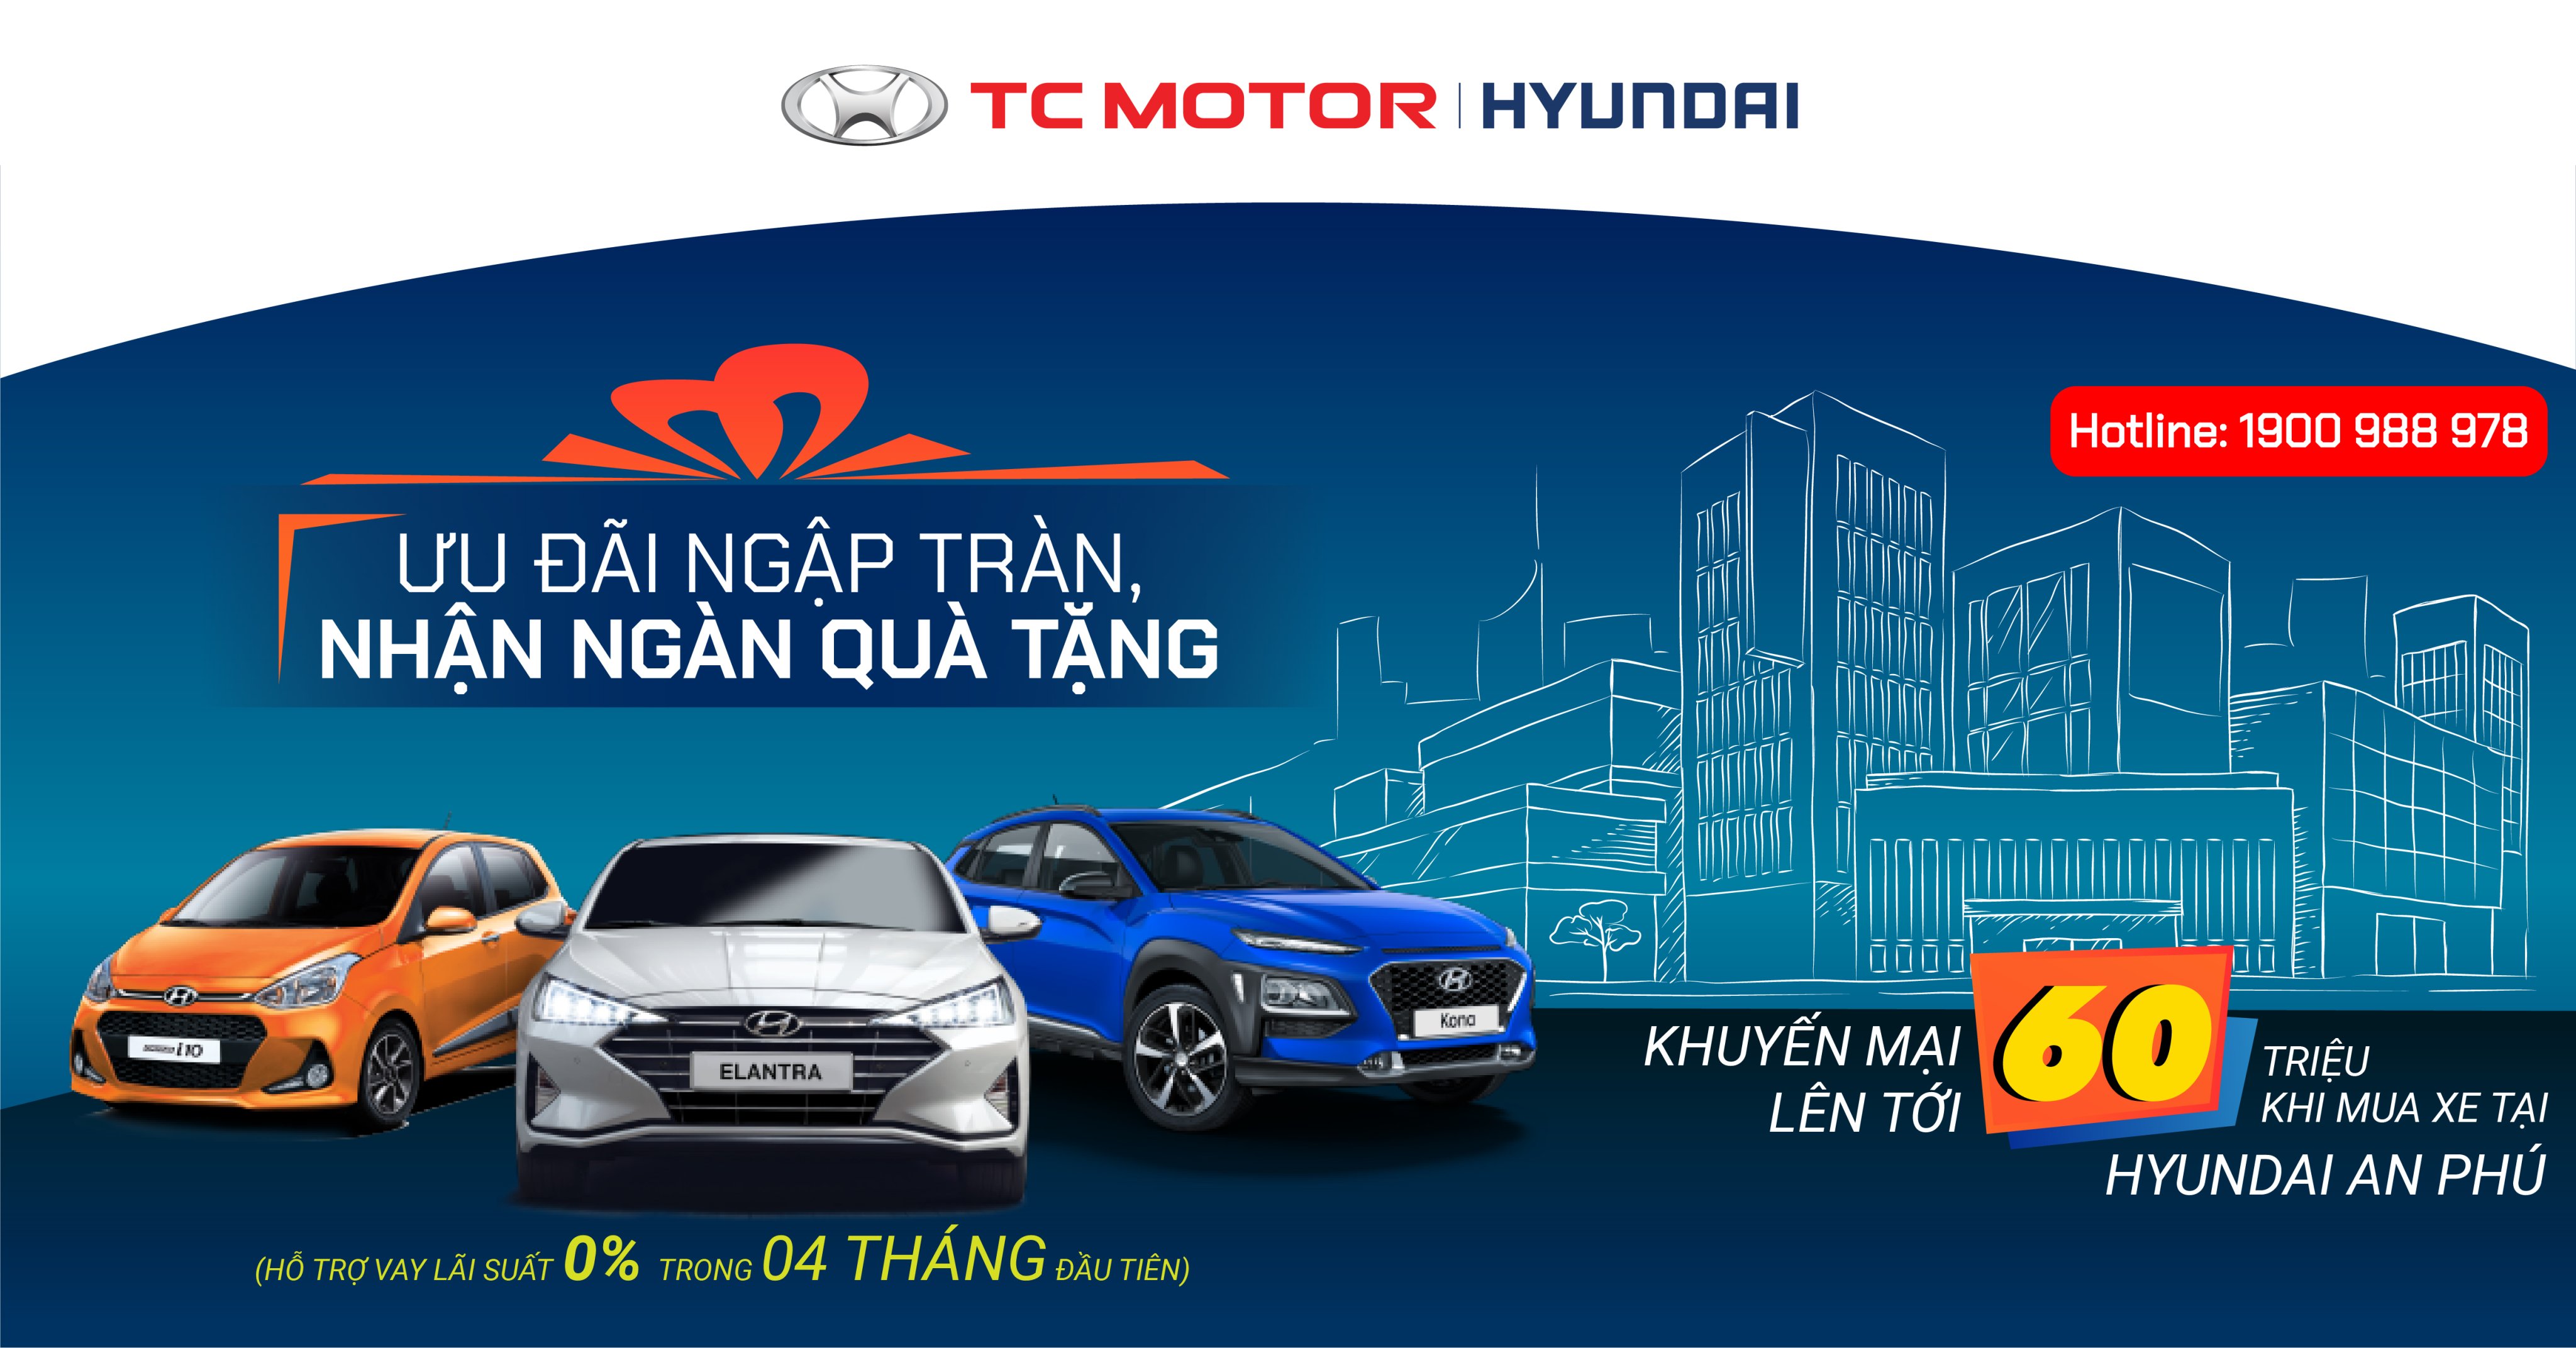 TC MOTOR | HYUNDAI
Hotline: 1900 988 978
ƯU ĐÃI NGẬP TRÀN,
NHẬN NGÀN QUÀ TẶNG
i10
ELANTRA
Kona
KHUYẾN MẠI
LÊN TỚI
60
TRIỆU
KHI MUA XE TẠI
HYUNDAI AN PHÚ
(HỖ TRỢ VAY LÃI SUẤT 0% TRONG 04 THÁNG ĐẦU TIÊN)